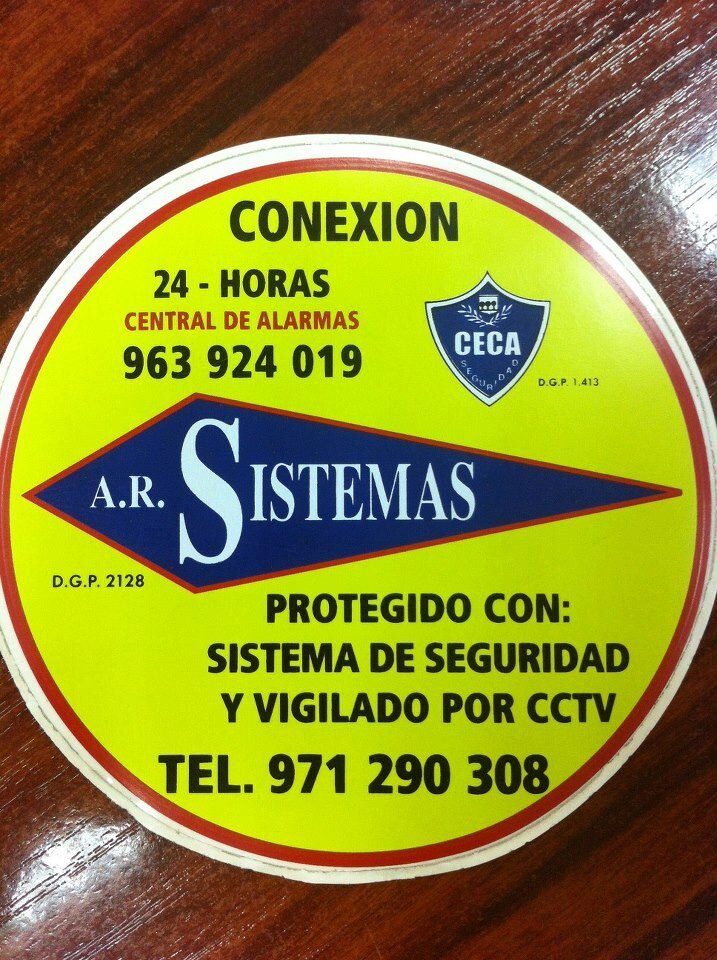 CONEXION
24 - HORAS
CENTRAL DE ALARMAS
963 924 019
CECA
SEGURIDAD
D.G.P. 1.413
A.R. SISTEMAS
D.G.P. 2128
PROTEGIDO CON:
SISTEMA DE SEGURIDAD
Y VIGILADO POR CCTV
TEL. 971 290 308